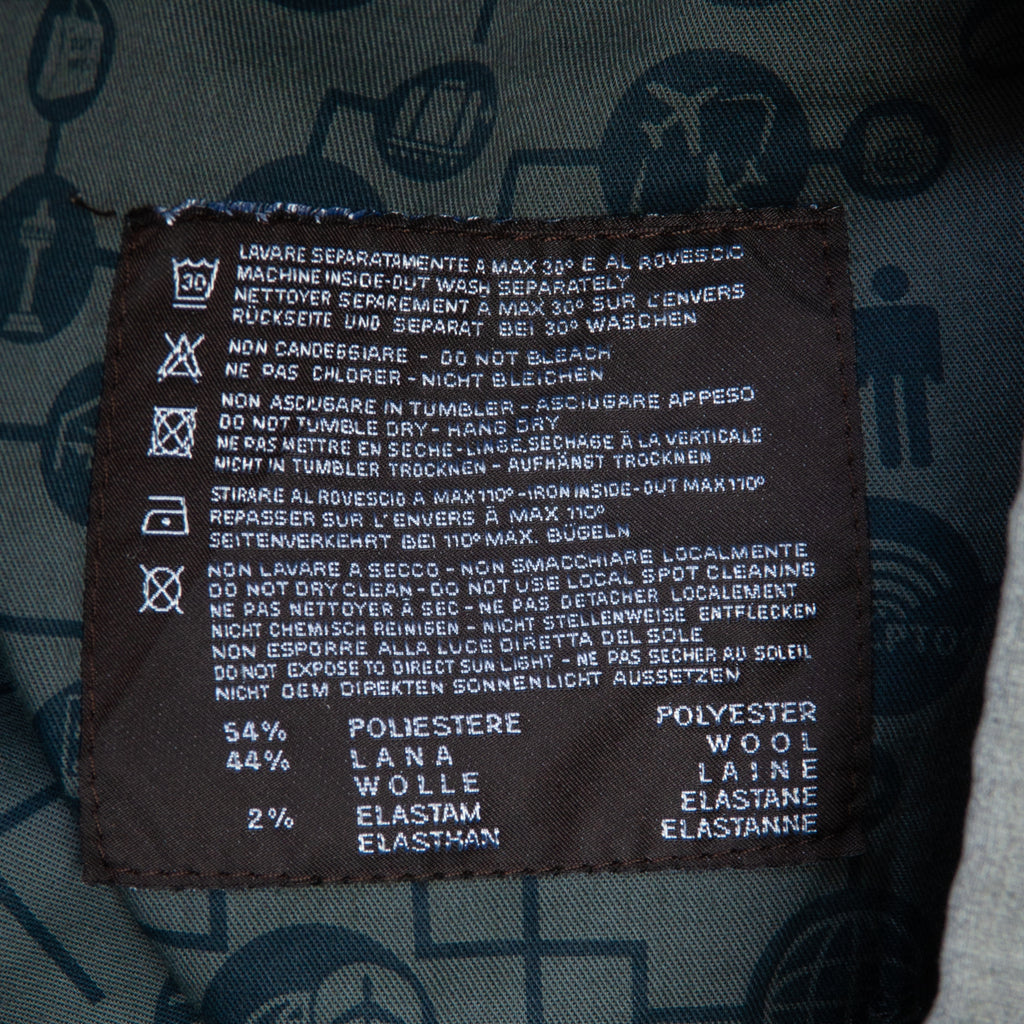 30
LAVARE SEPARATAMENTE A MAX 30° E AL ROVESCIO
MACHINE INSIDE-OUT WASH SEPARATELY
NETTOYER SEPAREMENT À MAX 30° SUR L'ENVERS
RÜCKSEITE UND SEPARAT BEI 30° WASCHEN
NON CANDEGGIARE - DO NOT BLEACH
NE PAS CHLORER - NICHT BLEICHEN
NON ASCIUGARE IN TUMBLER - ASCIUGARE APPESO
DO NOT TUMBLE DRY - HANG DRY
NE PAS METTRE EN SECHE-LINGE, SECHAGE À LA VERTICALE
NICHT IN TUMBLER TROCKNEN - AUFHÄNGT TROCKNEN
STIRARE AL ROVESCIO A MAX 110° - IRON INSIDE-OUT MAX 110°
REPASSER SUR L'ENVERS À MAX 110°
SEITENVERKEHRT BEI 110° MAX. BÜGELN
NON LAVARE A SECCO - NON SMACCHIARE LOCALMENTE
DO NOT DRY CLEAN - DO NOT USE LOCAL SPOT CLEANING
NE PAS NETTOYER À SEC - NE PAS DETACHER LOCALEMENT
NICHT CHEMISCH REINIGEN - NICHT STELLENWEISE ENTFLECKEN
NON ESPORRE ALLA LUCE DIRETTA DEL SOLE
DO NOT EXPOSE TO DIRECT SUN LIGHT - NE PAS SECHER AU SOLEIL
NICHT DEM DIREKTEN SONNENLICHT AUSSETZEN
54% POLIESTERE POLYESTER
44% LANA WOOL
WOLLE LAINE
2% ELASTAM ELASTANE
ELASTHAN ELASTANNE